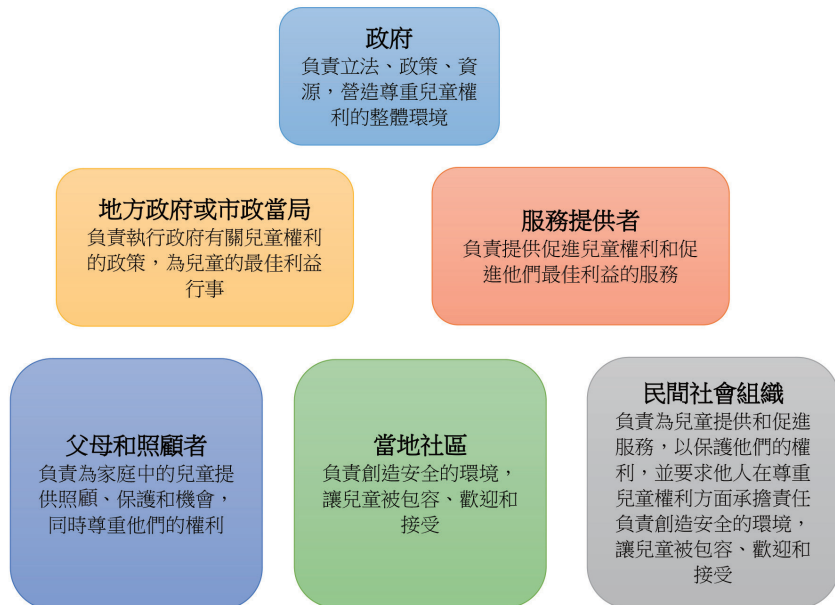 政府
負責立法、政策、資
源，營造尊重兒童權
利的整體環境
地方政府或市政當局
負責執行政府有關兒童權利
的政策，為兒童的最佳利益
行事
服務提供者
負責提供促進兒童權利和促
進他們最佳利益的服務
父母和照顧者
負責為家庭中的兒童提
供照顧、保護和機會，
同時尊重他們的權利
當地社區
負責創造安全的環境，
讓兒童被包容、歡迎和
接受
民間社會組織
負責為兒童提供和促進
服務，以保護他們的權
利，並要求他人在尊重
兒童權利方面承擔責任
負責創造安全的環境，
讓兒童被包容、歡迎和
接受